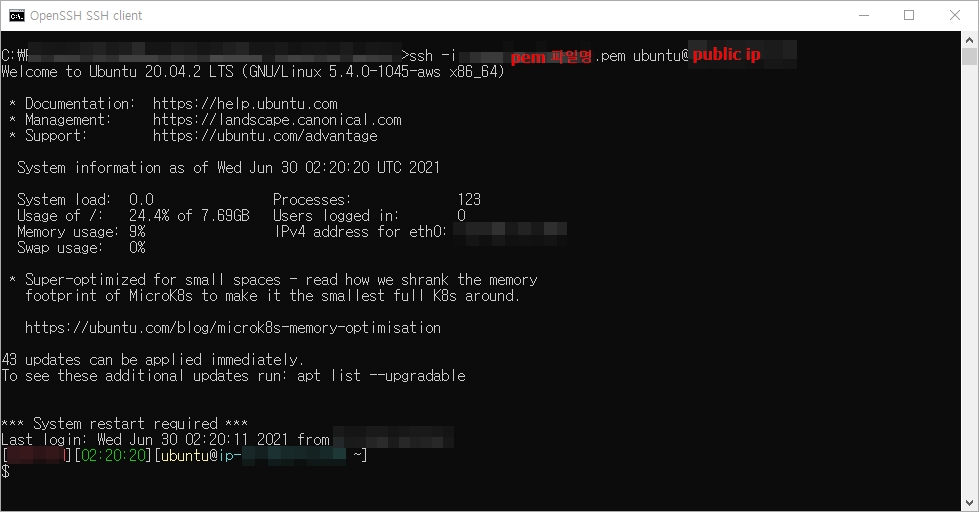 OpenSSH SSH client
C:\ >ssh -i pem 파일명 .pem ubuntu@ public ip
Welcome to Ubuntu 20.04.2 LTS (GNU/Linux 5.4.0-1045-aws x86_64)
* Documentation: https://help.ubuntu.com
* Management: https://landscape.canonical.com
* Support: https://ubuntu.com/advantage
System information as of Wed Jun 30 02:20:20 UTC 2021
System load: 0.0 Processes: 123
Usage of /: 24.4% of 7.69GB Users logged in: 0
Memory usage: 9% IPv4 address for eth0:
Swap usage: 0%
* Super-optimized for small spaces - read how we shrank the memory
footprint of MicroK8s to make it the smallest full K8s around.
https://ubuntu.com/blog/microk8s-memory-optimisation
43 updates can be applied immediately.
To see these additional updates run: apt list --upgradable
*** System restart required ***
Last login: Wed Jun 30 02:20:11 2021 from
[ ][02:20:20][ubuntu@ip- ~]
$